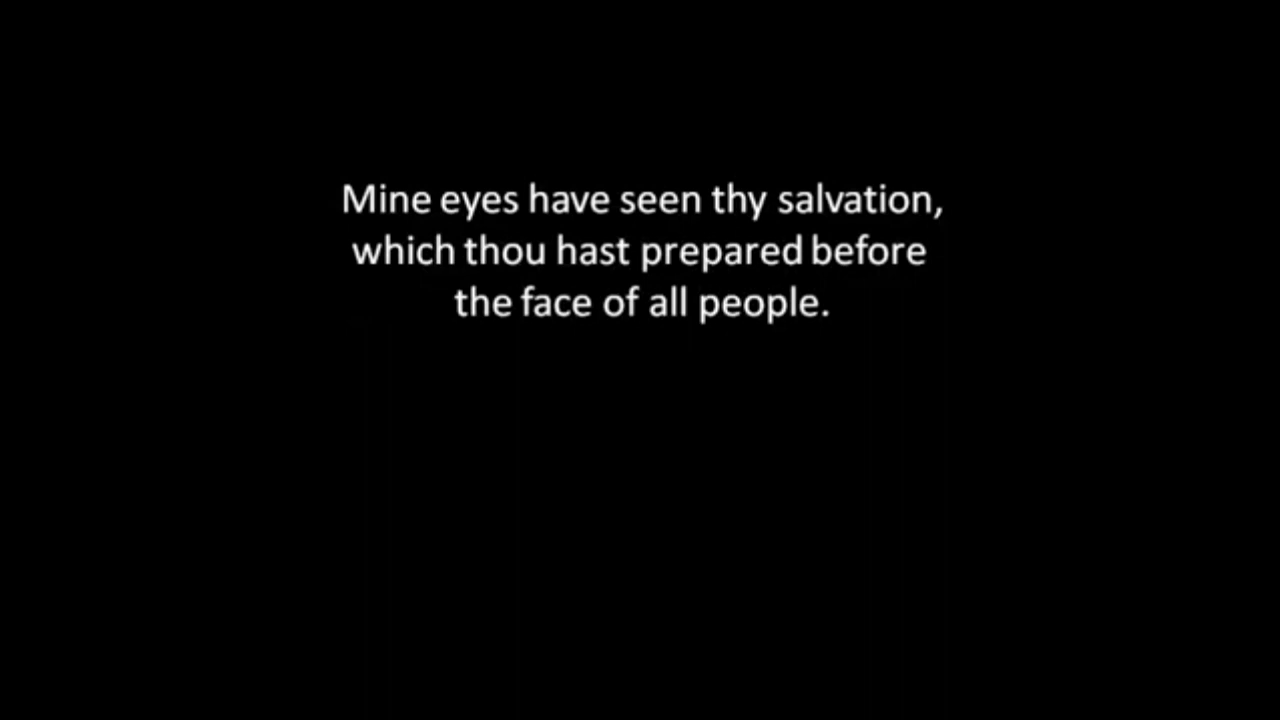 Mine eyes have seen thy salvation,
which thou hast prepared before
the face of all people.